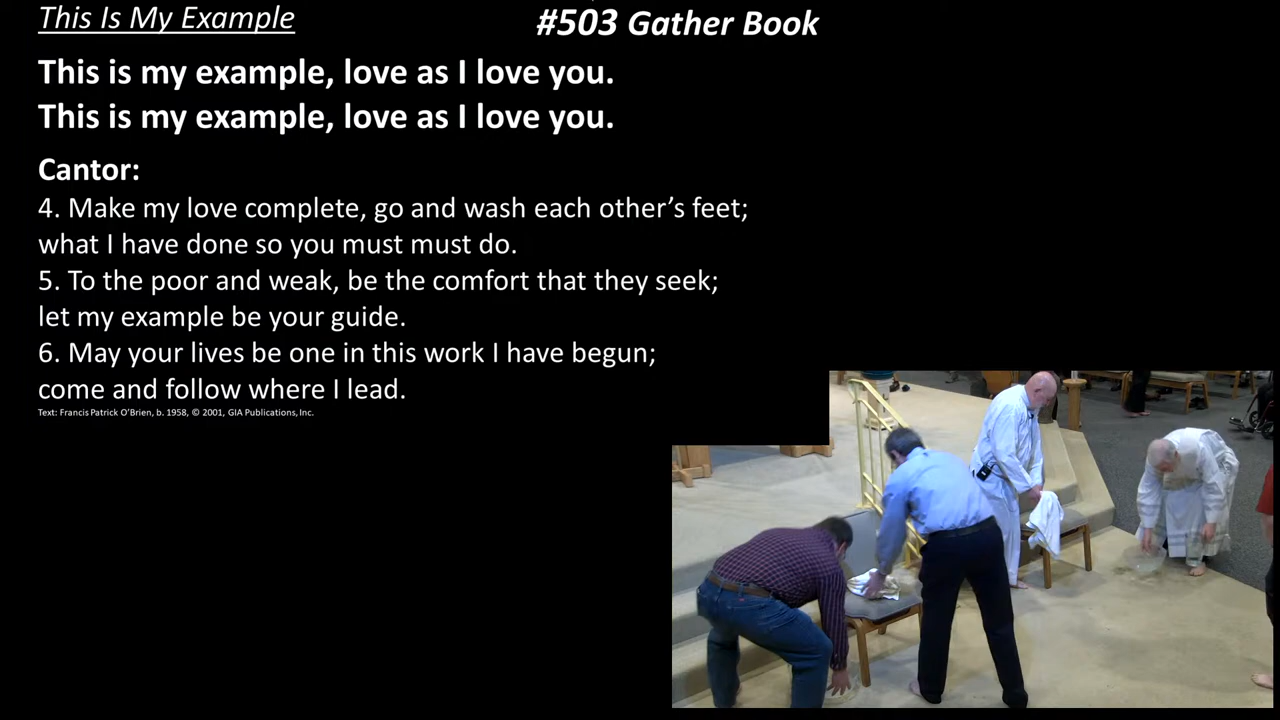 This Is My Example
#503 Gather Book
This is my example, love as I love you.
This is my example, love as I love you.
Cantor:
4. Make my love complete, go and wash each other’s feet;
what I have done so you must must do.
5. To the poor and weak, be the comfort that they seek;
let my example be your guide.
6. May your lives be one in this work I have begun;
come and follow where I lead.
Text: Francis Patrick O’Brien, b. 1958, © 2001, GIA Publications, Inc.